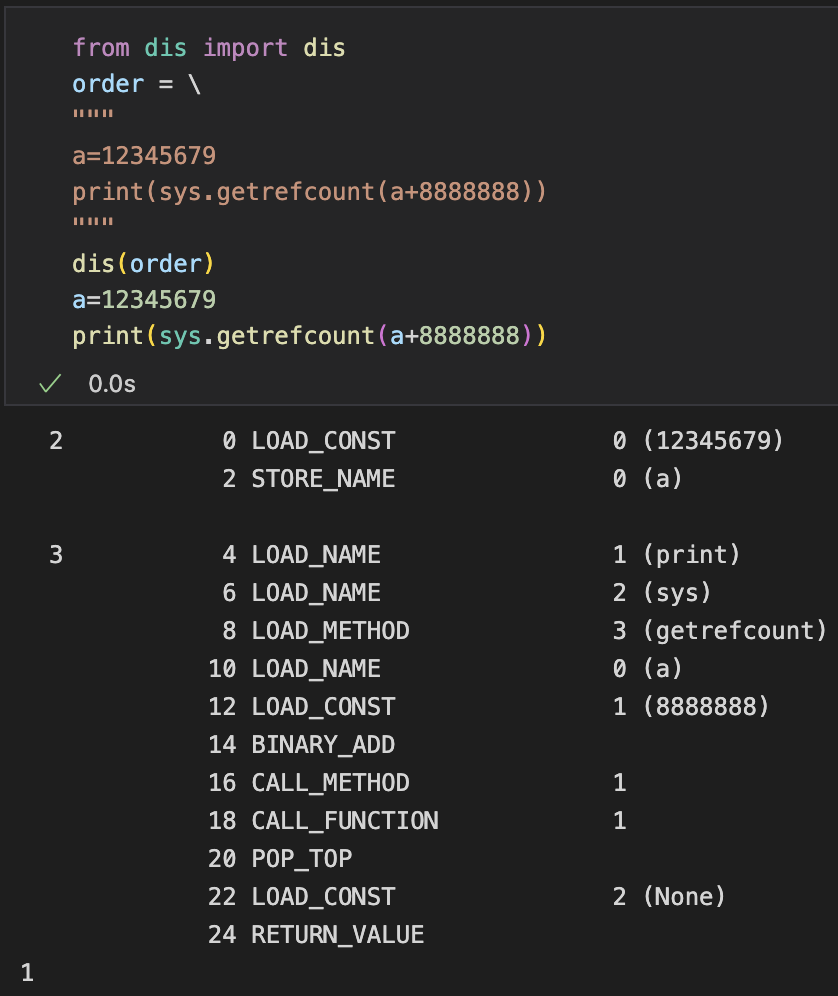 from dis import dis
order = \
"""
a=12345679
print(sys.getrefcount(a+8888888))
"""
dis(order)
a=12345679
print(sys.getrefcount(a+8888888))
✓ 0.0s
2 0 LOAD_CONST 0 (12345679)
2 STORE_NAME 0 (a)
3 4 LOAD_NAME 1 (print)
6 LOAD_NAME 2 (sys)
8 LOAD_METHOD 3 (getrefcount)
10 LOAD_NAME 0 (a)
12 LOAD_CONST 1 (8888888)
14 BINARY_ADD
16 CALL_METHOD 1
18 CALL_FUNCTION 1
20 POP_TOP
22 LOAD_CONST 2 (None)
24 RETURN_VALUE
1